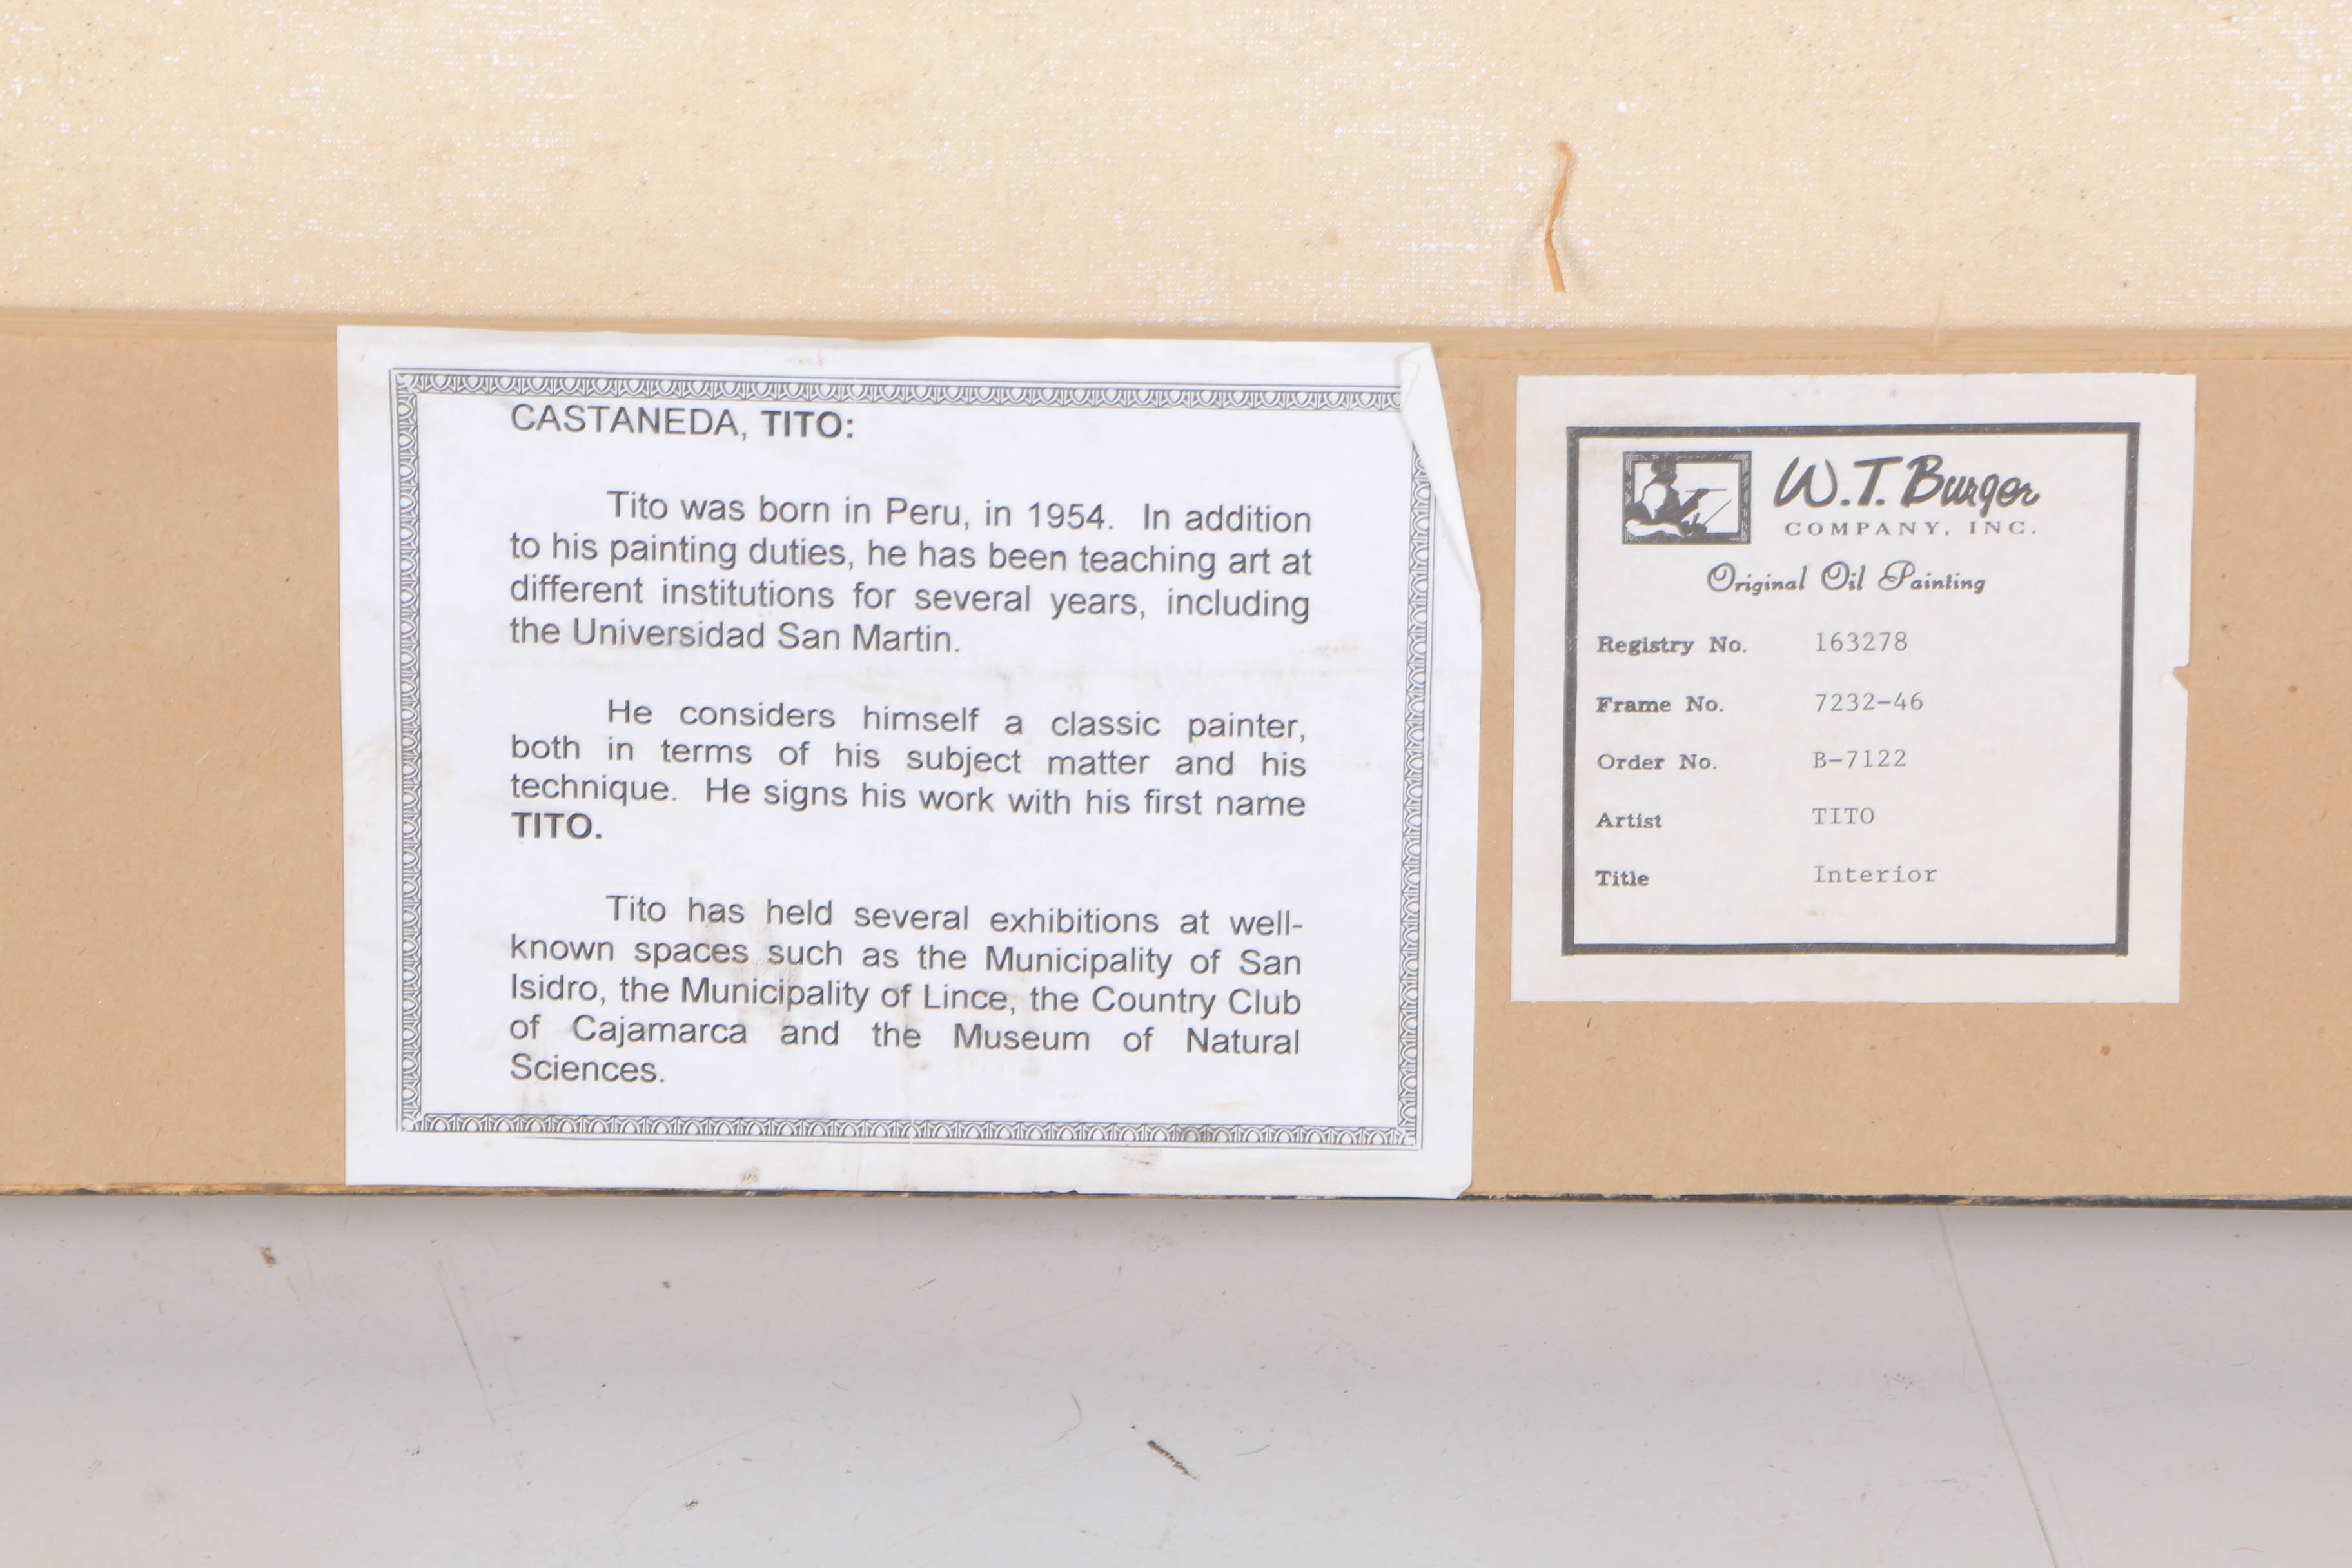 CASTANEDA, TITO:
Tito was born in Peru, in 1954. In addition
to his painting duties, he has been teaching art at
different institutions for several years, including
the Universidad San Martin.
He considers himself a classic painter,
both in terms of his subject matter and his
technique. He signs his work with his first name
TITO.
Tito has held several exhibitions at well-
known spaces such as the Municipality of San
Isidro, the Municipality of Lince, the Country Club
of Cajamarca and the Museum of Natural
Sciences.
W.T. Burger
COMPANY, INC.
Original Oil Painting
Registry No. 163278
Frame No. 7232-46
Order No. B-7122
Artist TITO
Title Interior